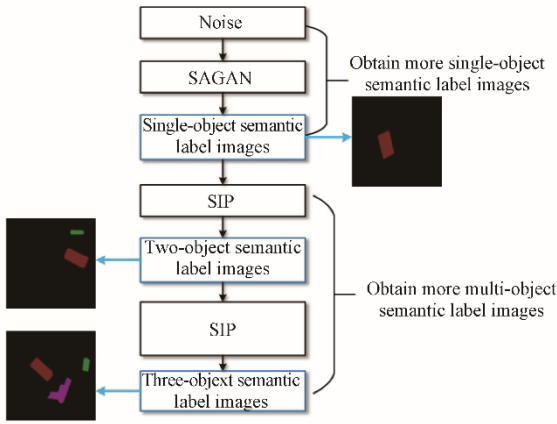 Noise
SAGAN
Obtain more single-object
semantic label images
Single-object semantic
label images
SIP
Two-object semantic
label images
Obtain more multi-object
semantic label images
SIP
Three-objext semantic
label images